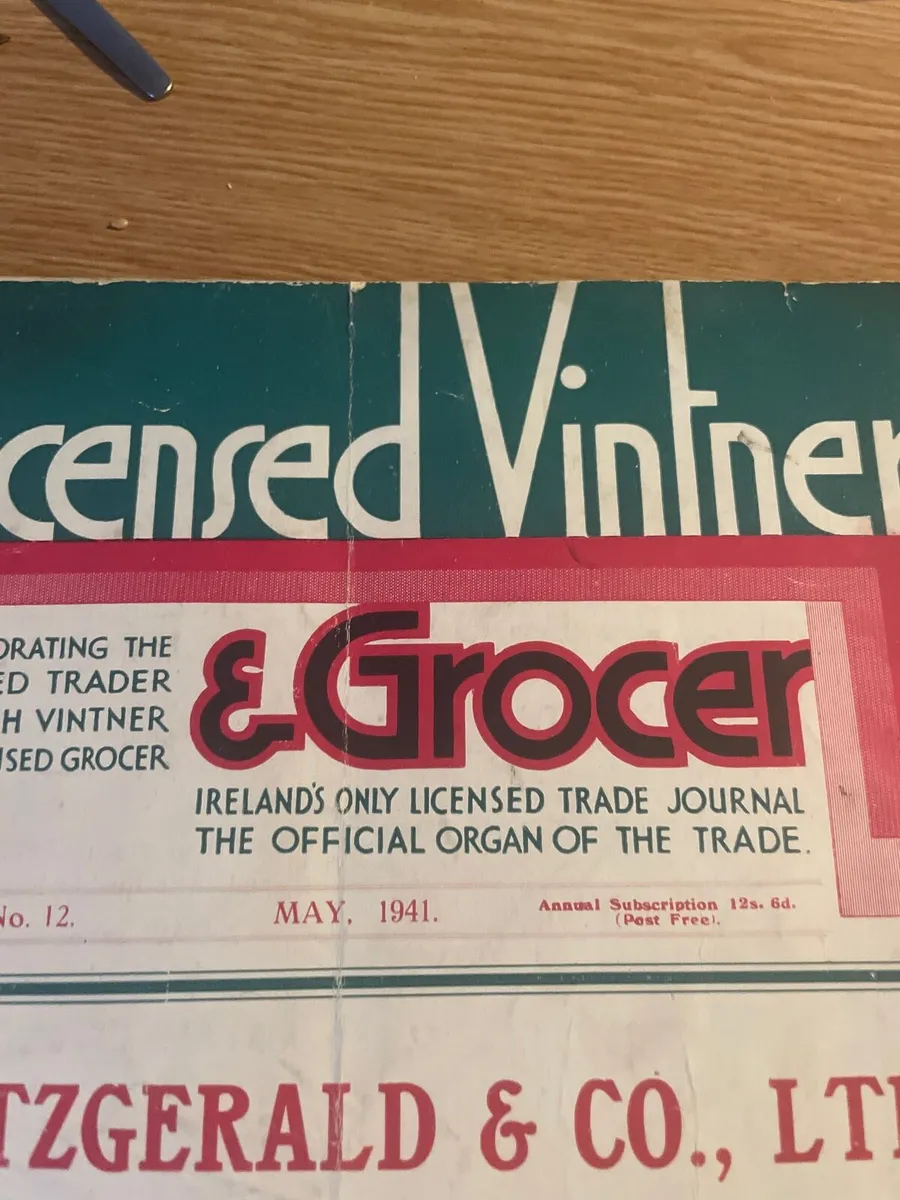 censed Vintner
ORATING THE
ED TRADER
H VINTNER
SED GROCER
& Grocer
IRELAND'S ONLY LICENSED TRADE JOURNAL
THE OFFICIAL ORGAN OF THE TRADE.
No. 12.
MAY, 1941.
Annual Subscription 12s. 6d.
(Post Free).
TZGERALD & CO., LT